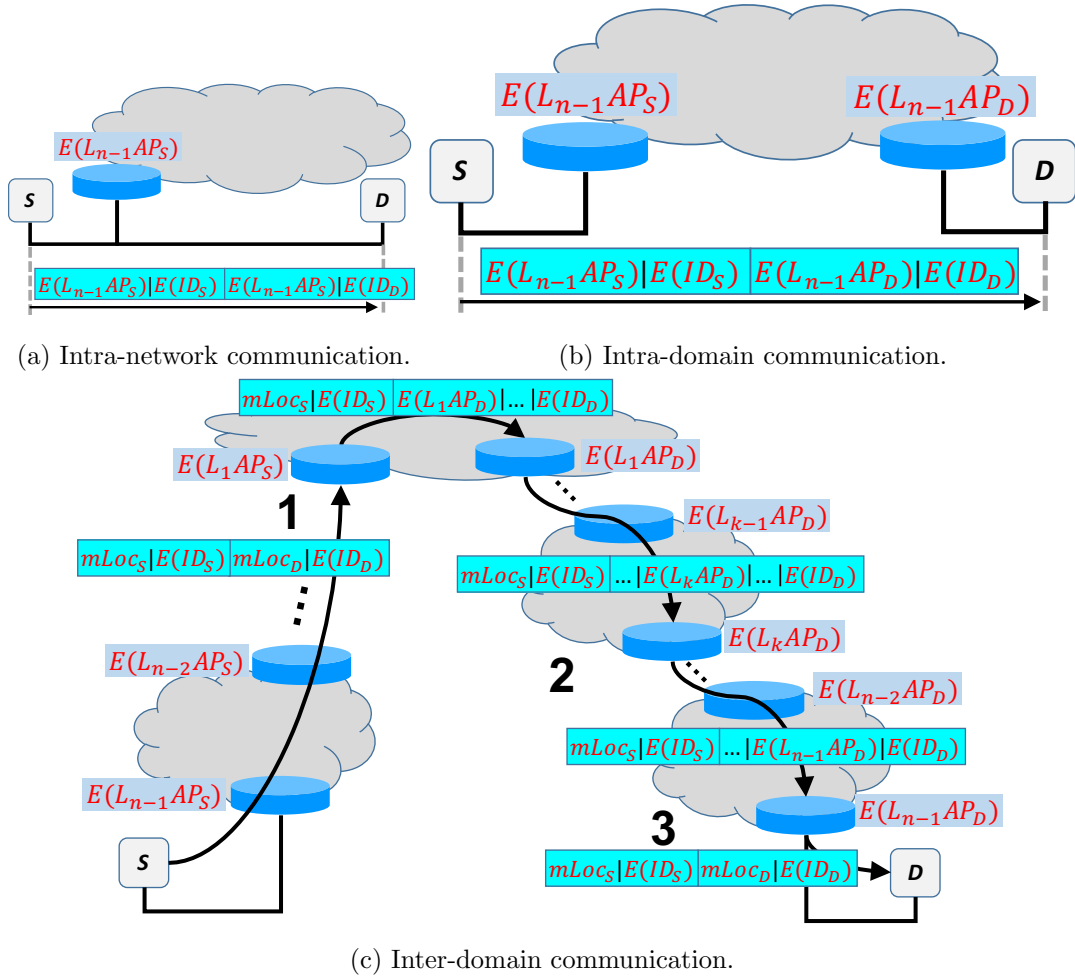 E(L_{n-1}AP_S)
S
D
E(L_{n-1}AP_S)|E(ID_S) E(L_{n-1}AP_S)|E(ID_D)
(a) Intra-network communication.
E(L_{n-1}AP_S)
E(L_{n-1}AP_D)
S
D
E(L_{n-1}AP_S)|E(ID_S) E(L_{n-1}AP_D)|E(ID_D)
(b) Intra-domain communication.
mLoc_S|E(ID_S) E(L_1AP_D)|...|E(ID_D)
E(L_1AP_S)
E(L_1AP_D)
1
E(L_{k-1}AP_D)
mLoc_S|E(ID_S) mLoc_D|E(ID_D)
mLoc_S|E(ID_S) ...|E(L_kAP_D)|...|E(ID_D)
E(L_kAP_D)
E(L_{n-2}AP_S)
2
E(L_{n-2}AP_D)
mLoc_S|E(ID_S) ...|E(L_{n-1}AP_D)|E(ID_D)
E(L_{n-1}AP_S)
E(L_{n-1}AP_D)
3
S
mLoc_S|E(ID_S) mLoc_D|E(ID_D)
D
(c) Inter-domain communication.